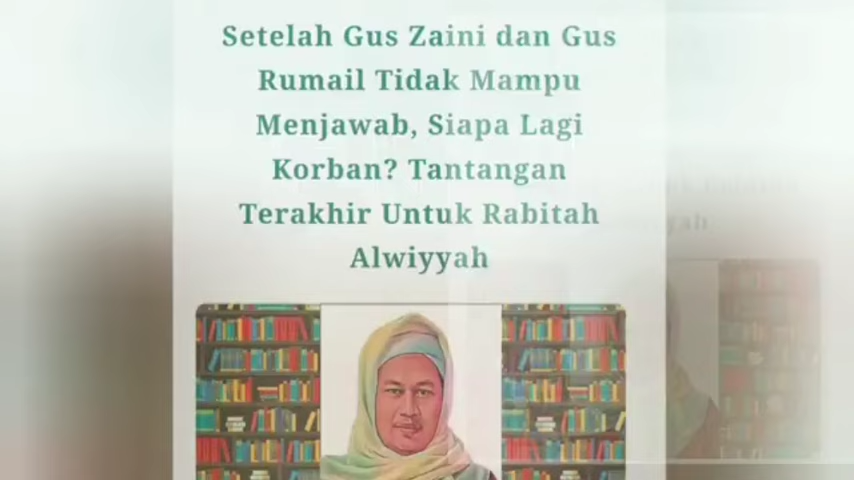 Setelah Gus Zaini dan Gus
Rumail Tidak Mampu
Menjawab, Siapa Lagi
Korban? Tantangan
Terakhir Untuk Rabitah
Alwiyyah